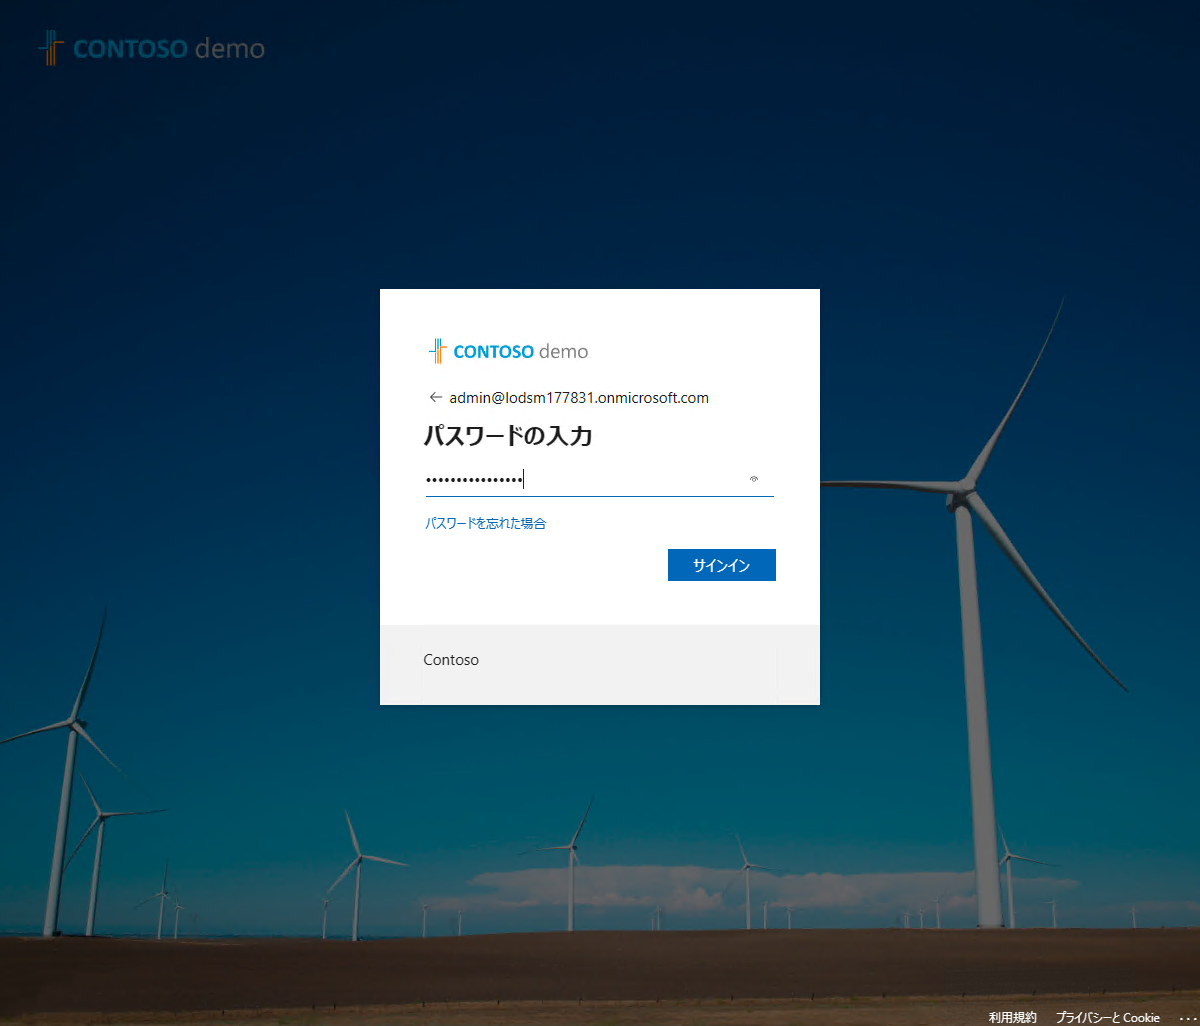 CONTOSO demo
CONTOSO demo
← admin@lodsm177831.onmicrosoft.com
パスワードの入力
••••••••••••••••
パスワードを忘れた場合
サインイン
Contoso
利用規約 プライバシーと Cookie ...